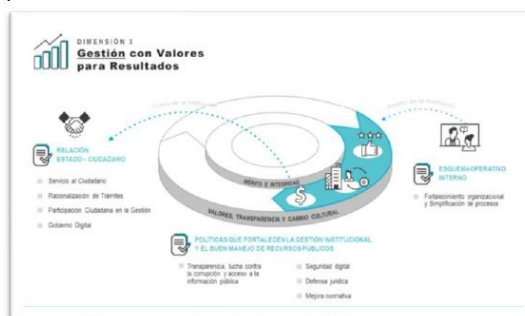 DIMENSIÓN 3
Gestión con Valores
para Resultados
RELACIÓN
ESTADO - CIUDADANO
Servicio al Ciudadano
Racionalización de Trámites
Participación Ciudadana en la Gestión
Gobierno Digital
MÉRITO E INTEGRIDAD
VALORES, TRANSPARENCIA Y CAMBIO CULTURAL
ESQUEMA OPERATIVO
INTERNO
Fortalecimiento organizacional
y Simplificación de procesos
POLÍTICAS QUE FORTALECEN LA GESTIÓN INSTITUCIONAL
Y EL BUEN MANEJO DE RECURSOS PÚBLICOS
Transparencia, lucha contra
la corrupción y acceso a la
información pública
Seguridad digital
Defensa jurídica
Mejora normativa